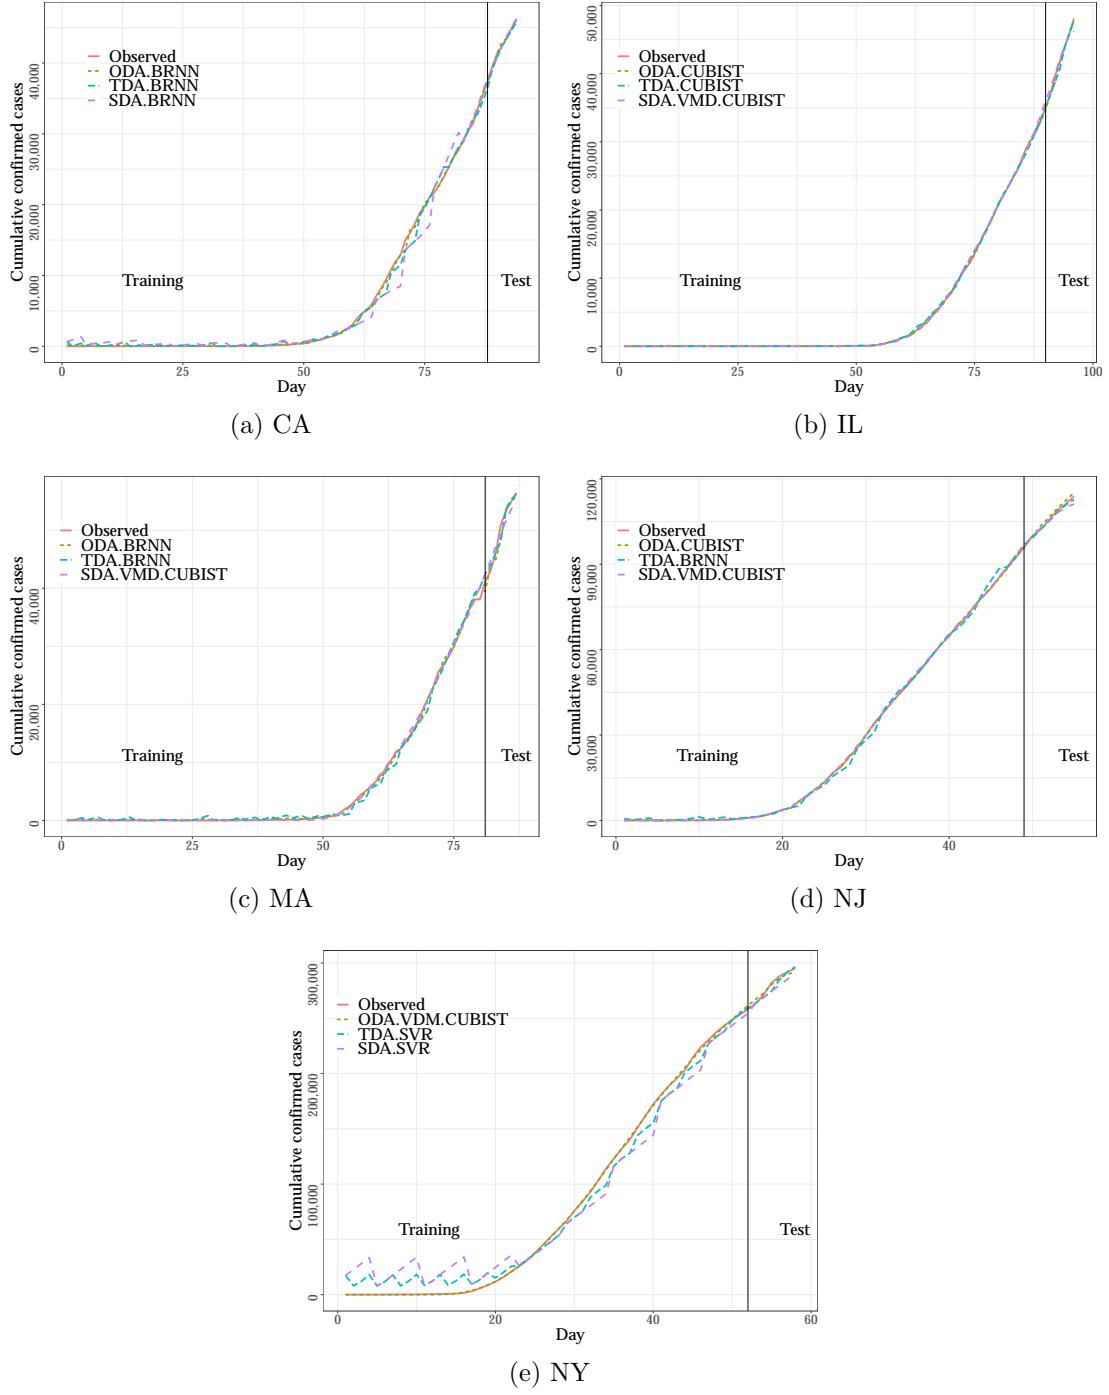 Cumulative confirmed cases
40,000
30,000
20,000
10,000
0
Observed
ODA.BRNN
TDA.BRNN
SDA.BRNN
Training
Test
0 25 50 75
Day
(a) CA
Cumulative confirmed cases
50,000
40,000
30,000
20,000
10,000
0
Observed
ODA.CUBIST
TDA.CUBIST
SDA.VMD.CUBIST
Training
Test
0 25 50 75 100
Day
(b) IL
Cumulative confirmed cases
40,000
20,000
0
Observed
ODA.BRNN
TDA.BRNN
SDA.VMD.CUBIST
Training
Test
0 25 50 75
Day
(c) MA
Cumulative confirmed cases
120,000
90,000
60,000
30,000
0
Observed
ODA.CUBIST
TDA.BRNN
SDA.VMD.CUBIST
Training
Test
0 20 40
Day
(d) NJ
Cumulative confirmed cases
300,000
200,000
100,000
0
Observed
ODA.VDM.CUBIST
TDA.SVR
SDA.SVR
Training
Test
0 20 40 60
Day
(e) NY